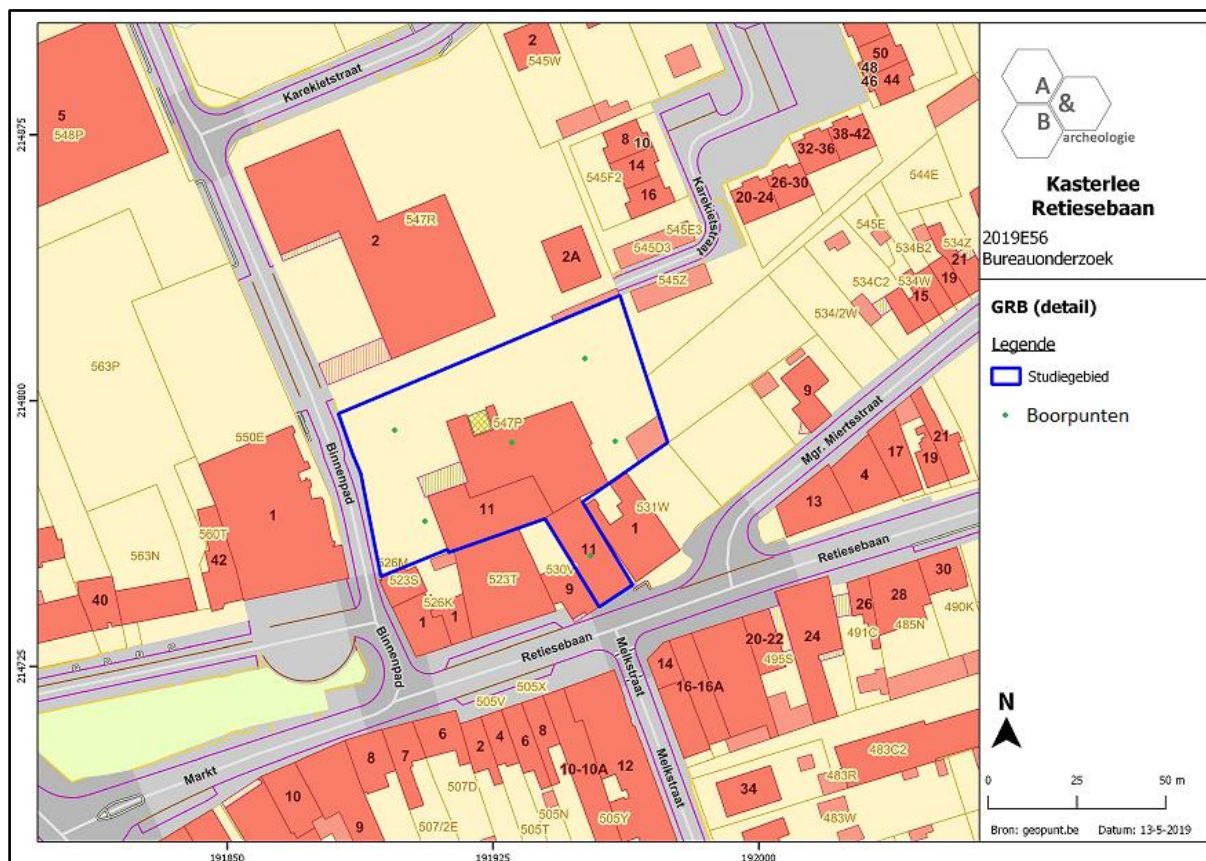 Karekietstraat
2
545W
50
48
46
44
5
548P
214875
8
10
14
16
545F2
38-42
32-36
26-30
20-24
544E
547R
2
Karekietstraat
545E3
545D3
545Z
2A
545E
534B2
534Z
21
19
534W
15
534C2
534/2W
563P
214800
9
Mgr. Miertsstraat
547P
550E
Binnenpad
21
19
17
4
13
1
11
531W
1
11
560T
42
563N
40
526M
523S
526K
1
1
523T
530V
9
Retiesebaan
30
28
26
24
20-22
490K
485N
491C
495S
Binnenpad
Retiesebaan
Melkstraat
214725
14
16-16A
505X
505V
Markt
8
7
6
2
4
6
8
10-10A
12
10
9
507D
507/2E
505N
505T
505Y
Melkstraat
34
483C2
483R
483W
191850
191925
192000
A
&
B
archeologie
Kasterlee
Retiesebaan
2019E56
Bureauonderzoek
GRB (detail)
Legende
Studiegebied
Boorpunten
N
0 25 50 m
Bron: geopunt.be Datum: 13-5-2019